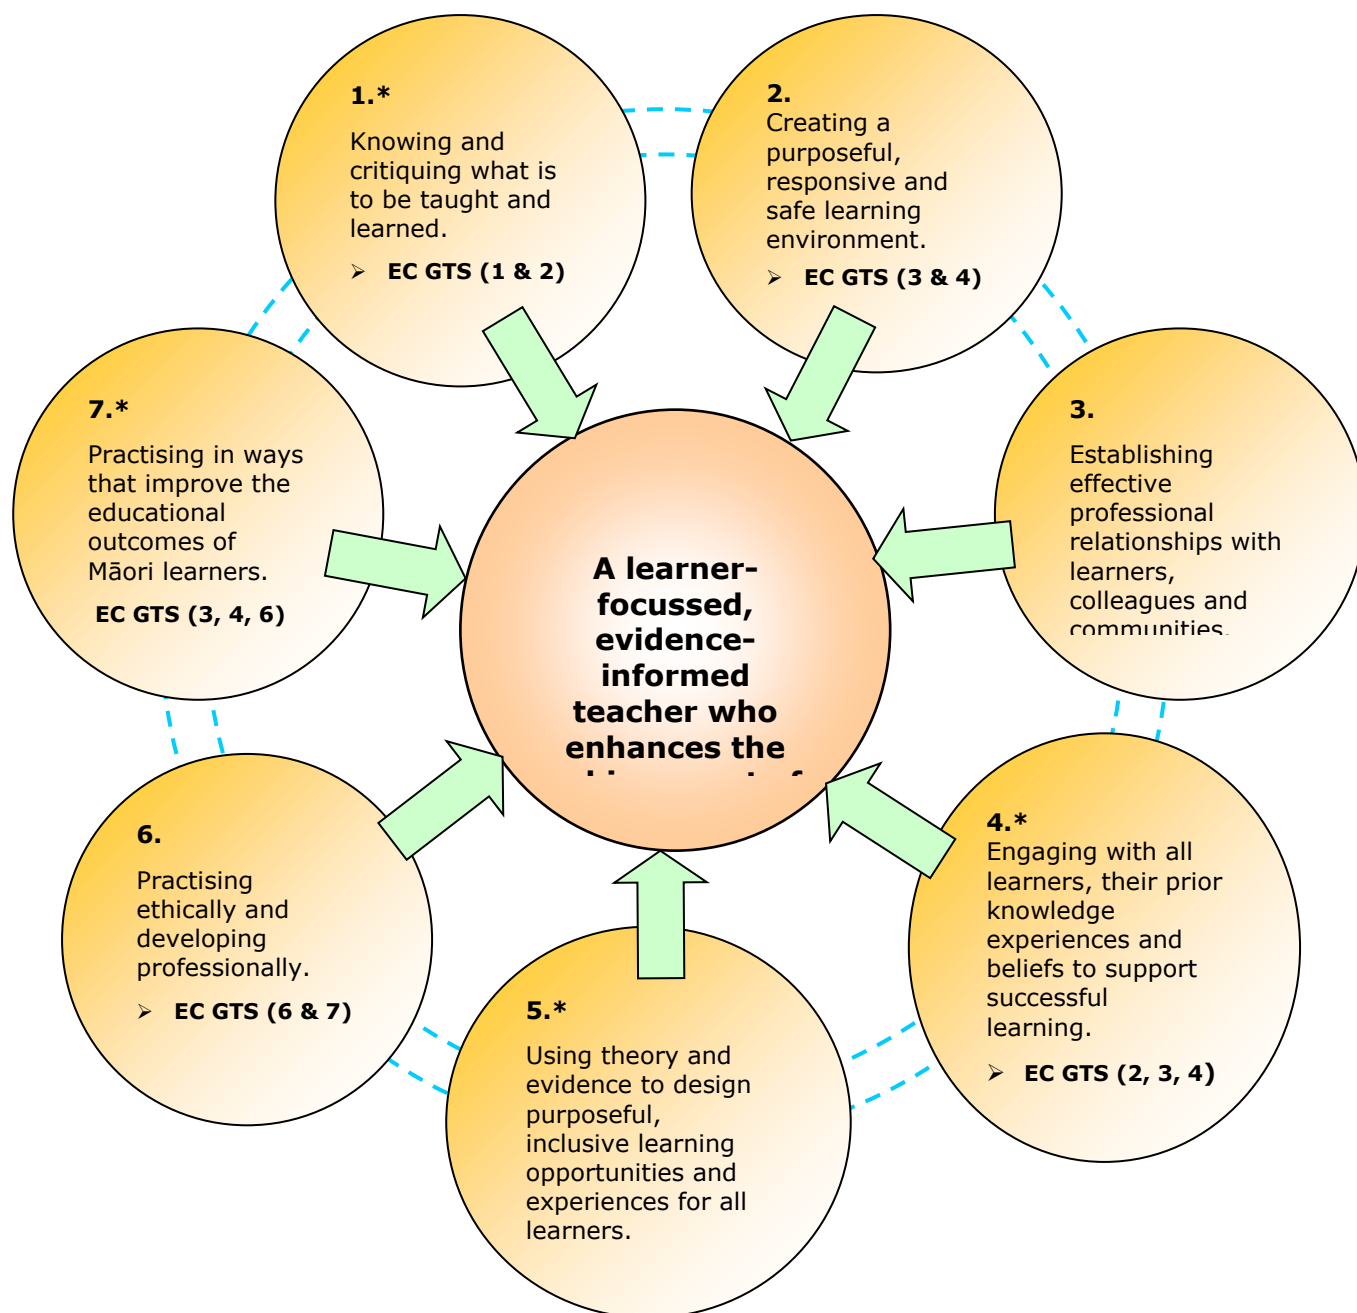 1.*
Knowing and
critiquing what is
to be taught and
learned.
➢ EC GTS (1 & 2)
2.
Creating a
purposeful,
responsive and
safe learning
environment.
➢ EC GTS (3 & 4)
3.
Establishing
effective
professional
relationships with
learners,
colleagues and
communities.
4.*
Engaging with all
learners, their prior
knowledge
experiences and
beliefs to support
successful
learning.
➢ EC GTS (2, 3, 4)
5.*
Using theory and
evidence to design
purposeful,
inclusive learning
opportunities and
experiences for all
learners.
6.
Practising
ethically and
developing
professionally.
➢ EC GTS (6 & 7)
7.*
Practising in ways
that improve the
educational
outcomes of
Māori learners.
EC GTS (3, 4, 6)
A learner-
focussed,
evidence-
informed
teacher who
enhances the